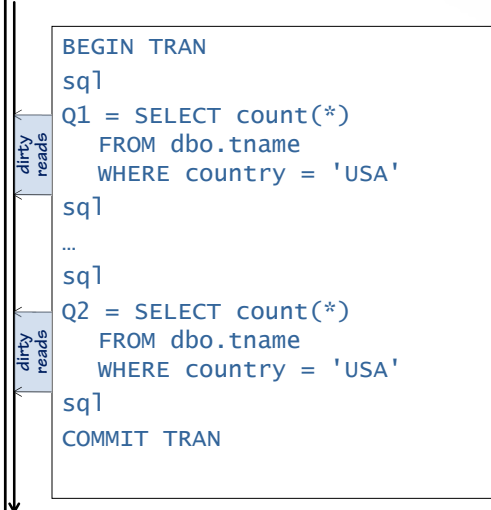 BEGIN TRAN
sql
dirty
reads
Q1 = SELECT count(*)
FROM dbo.tname
WHERE country = 'USA'
sql
…
sql
dirty
reads
Q2 = SELECT count(*)
FROM dbo.tname
WHERE country = 'USA'
sql
COMMIT TRAN